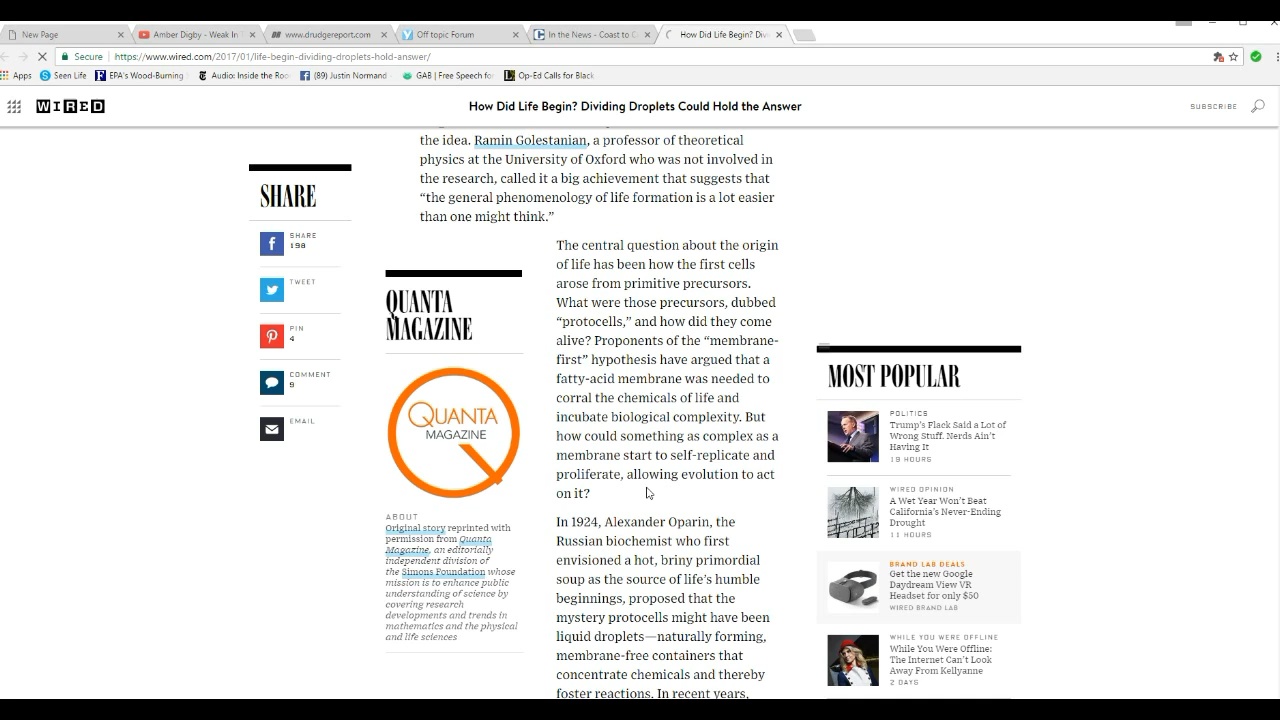 New Page
Amber Digby - Weak In T
www.drudgereport.com
Off topic Forum
In the News - Coast to C
How Did Life Begin? Div
Secure
https://www.wired.com/2017/01/life-begin-dividing-droplets-hold-answer/
Apps
Seen Life
EPA's Wood-Burning
Audio: Inside the Roo
(89) Justin Normand
GAB | Free Speech fo
Op-Ed Calls for Black
WIRED
How Did Life Begin? Dividing Droplets Could Hold the Answer
SUBSCRIBE
the idea. Ramin Golestanian, a professor of theoretical
physics at the University of Oxford who was not involved in
the research, called it a big achievement that suggests that
“the general phenomenology of life formation is a lot easier
than one might think.”
SHARE
SHARE
198
TWEET
PIN
4
COMMENT
9
EMAIL
QUANTA
MAGAZINE
QUANTA
MAGAZINE
ABOUT
Original story reprinted with
permission from Quanta
Magazine, an editorially
independent division of
the Simons Foundation whose
mission is to enhance public
understanding of science by
covering research
developments and trends in
mathematics and the physical
and life sciences
The central question about the origin
of life has been how the first cells
arose from primitive precursors.
What were those precursors, dubbed
“protocells,” and how did they come
alive? Proponents of the “membrane-
first” hypothesis have argued that a
fatty-acid membrane was needed to
corral the chemicals of life and
incubate biological complexity. But
how could something as complex as a
membrane start to self-replicate and
proliferate, allowing evolution to act
on it?
In 1924, Alexander Oparin, the
Russian biochemist who first
envisioned a hot, briny primordial
soup as the source of life’s humble
beginnings, proposed that the
mystery protocells might have been
liquid droplets—naturally forming,
membrane-free containers that
concentrate chemicals and thereby
foster reactions. In recent years,
MOST POPULAR
POLITICS
Trump’s Flack Said a Lot of
Wrong Stuff. Nerds Ain’t
Having It
19 HOURS
WIRED OPINION
A Wet Year Won’t Beat
California’s Never-Ending
Drought
11 HOURS
BRAND LAB DEALS
Get the new Google
Daydream View VR
Headset for only $50
WIRED BRAND LAB
WHILE YOU WERE OFFLINE
While You Were Offline:
The Internet Can’t Look
Away From Kellyanne
2 DAYS